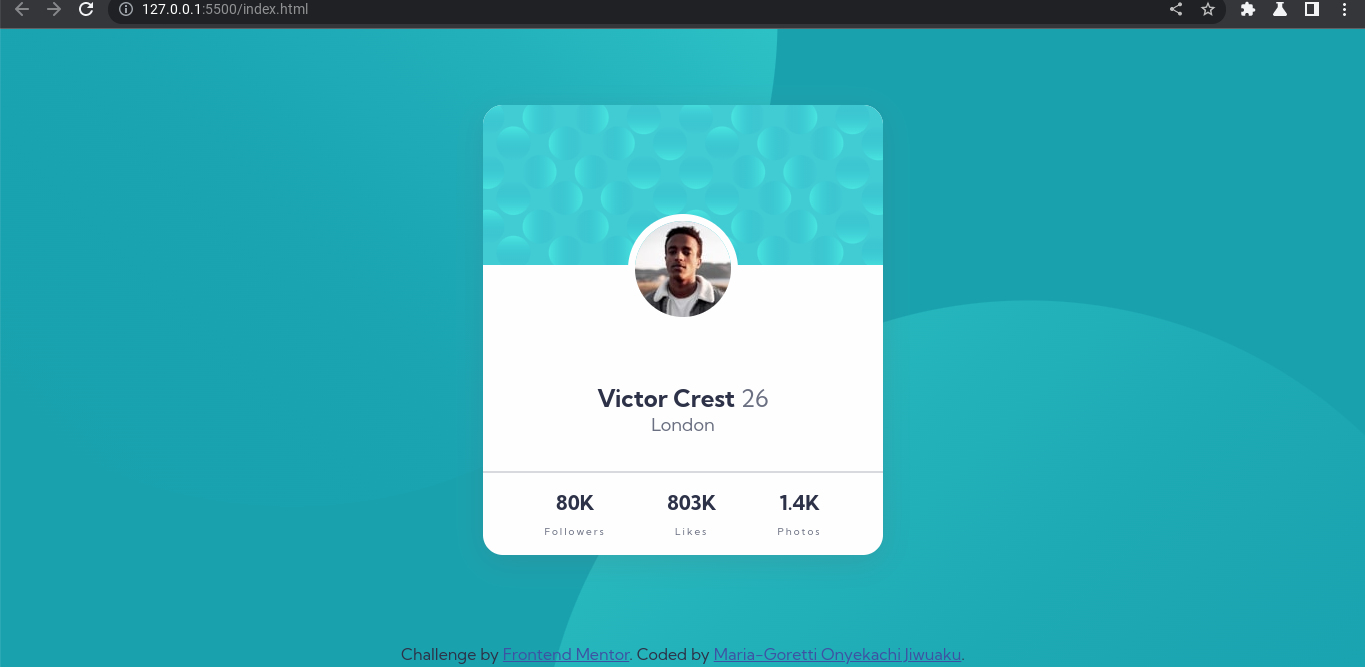 127.0.0.1:5500/index.html
Victor Crest 26
London
80K 803K 1.4K
Followers Likes Photos
Challenge by Frontend Mentor. Coded by Maria-Goretti Onyekachi Jiwuaku.